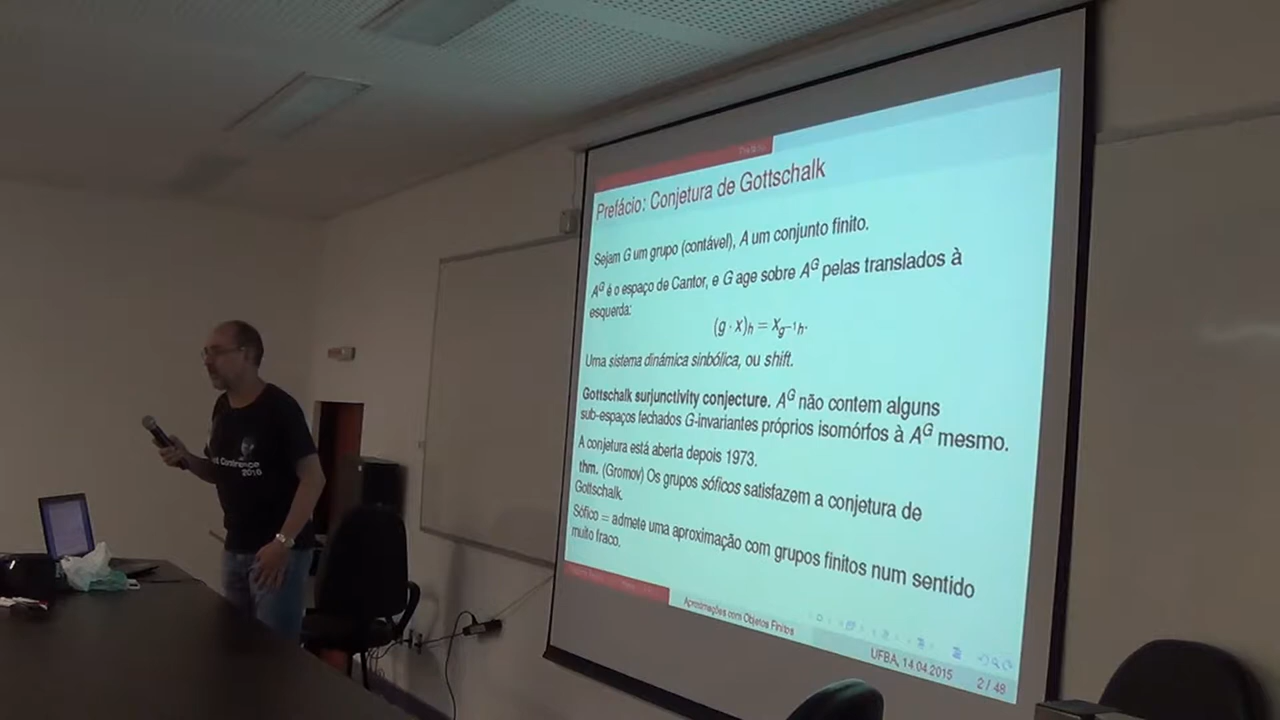 Prefácio: Conjetura de Gottschalk
Sejam G um grupo (contável), A um conjunto finito.
A^G é o espaço de Cantor, e G age sobre A^G pelas translados à
esquerda:
(g · x)_h = x_{g^{-1}h}.
Uma sistema dinámica sinbólica, ou shift.
Gottschalk surjunctivity conjecture. A^G não contem alguns
sub-espaços fechados G-invariantes próprios isomórfos à A^G mesmo.
A conjetura está aberta depois 1973.
thm. (Gromov) Os grupos sóficos satisfazem a conjetura de
Gottschalk.
Sófico = admete uma aproximação com grupos finitos num sentido
muito fraco.
Aproximações com Objetos Finitos
UFBA, 14.04.2015
2 / 48
2010